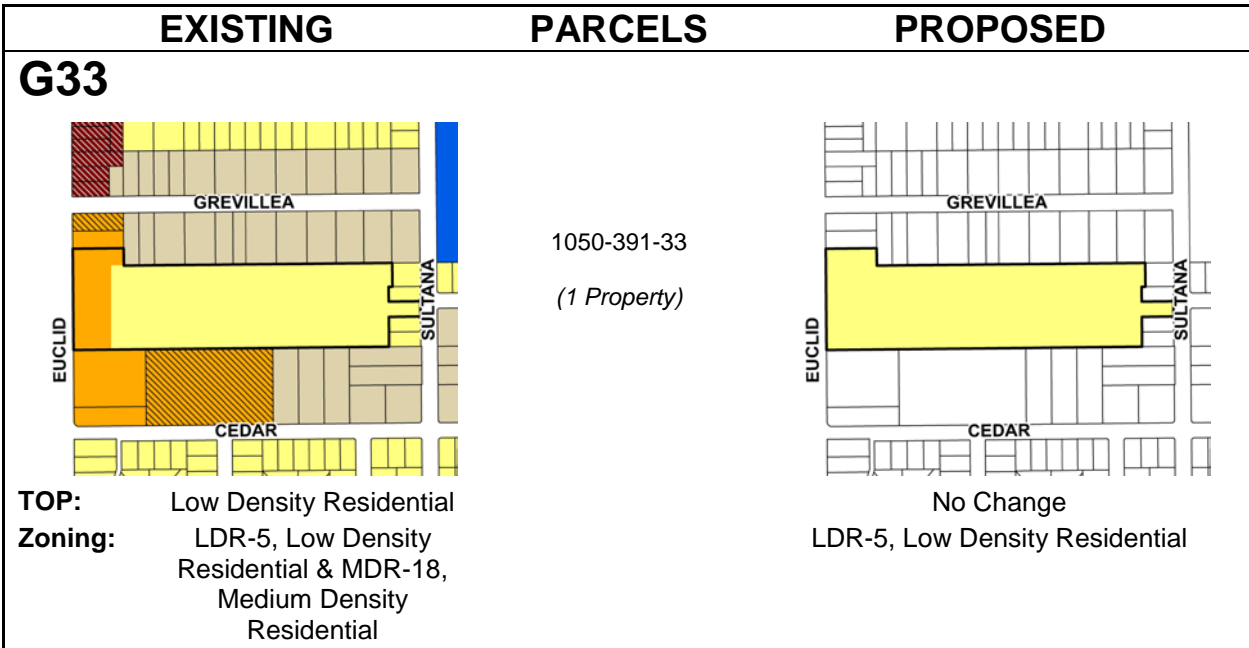 EXISTING PARCELS PROPOSED
G33
GREVILLEA
EUCLID
SULTANA
CEDAR
1050-391-33
(1 Property)
GREVILLEA
EUCLID
SULTANA
CEDAR
TOP: Low Density Residential No Change
Zoning: LDR-5, Low Density LDR-5, Low Density Residential
Residential & MDR-18,
Medium Density
Residential